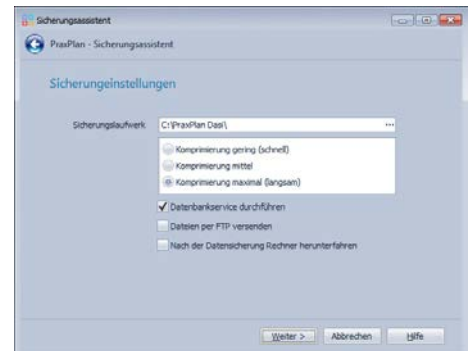 Sicherungsassistent
PraxPlan - Sicherungsassistent
Sicherungeinstellungen
Sicherungslaufwerk C:\PraxPlan Dasi\ ...
Komprimierung gering (schnell)
Komprimierung mittel
Komprimierung maximal (langsam)
Datenbankservice durchführen
Dateien per FTP versenden
Nach der Datensicherung Rechner herunterfahren
Weiter > Abbrechen Hilfe